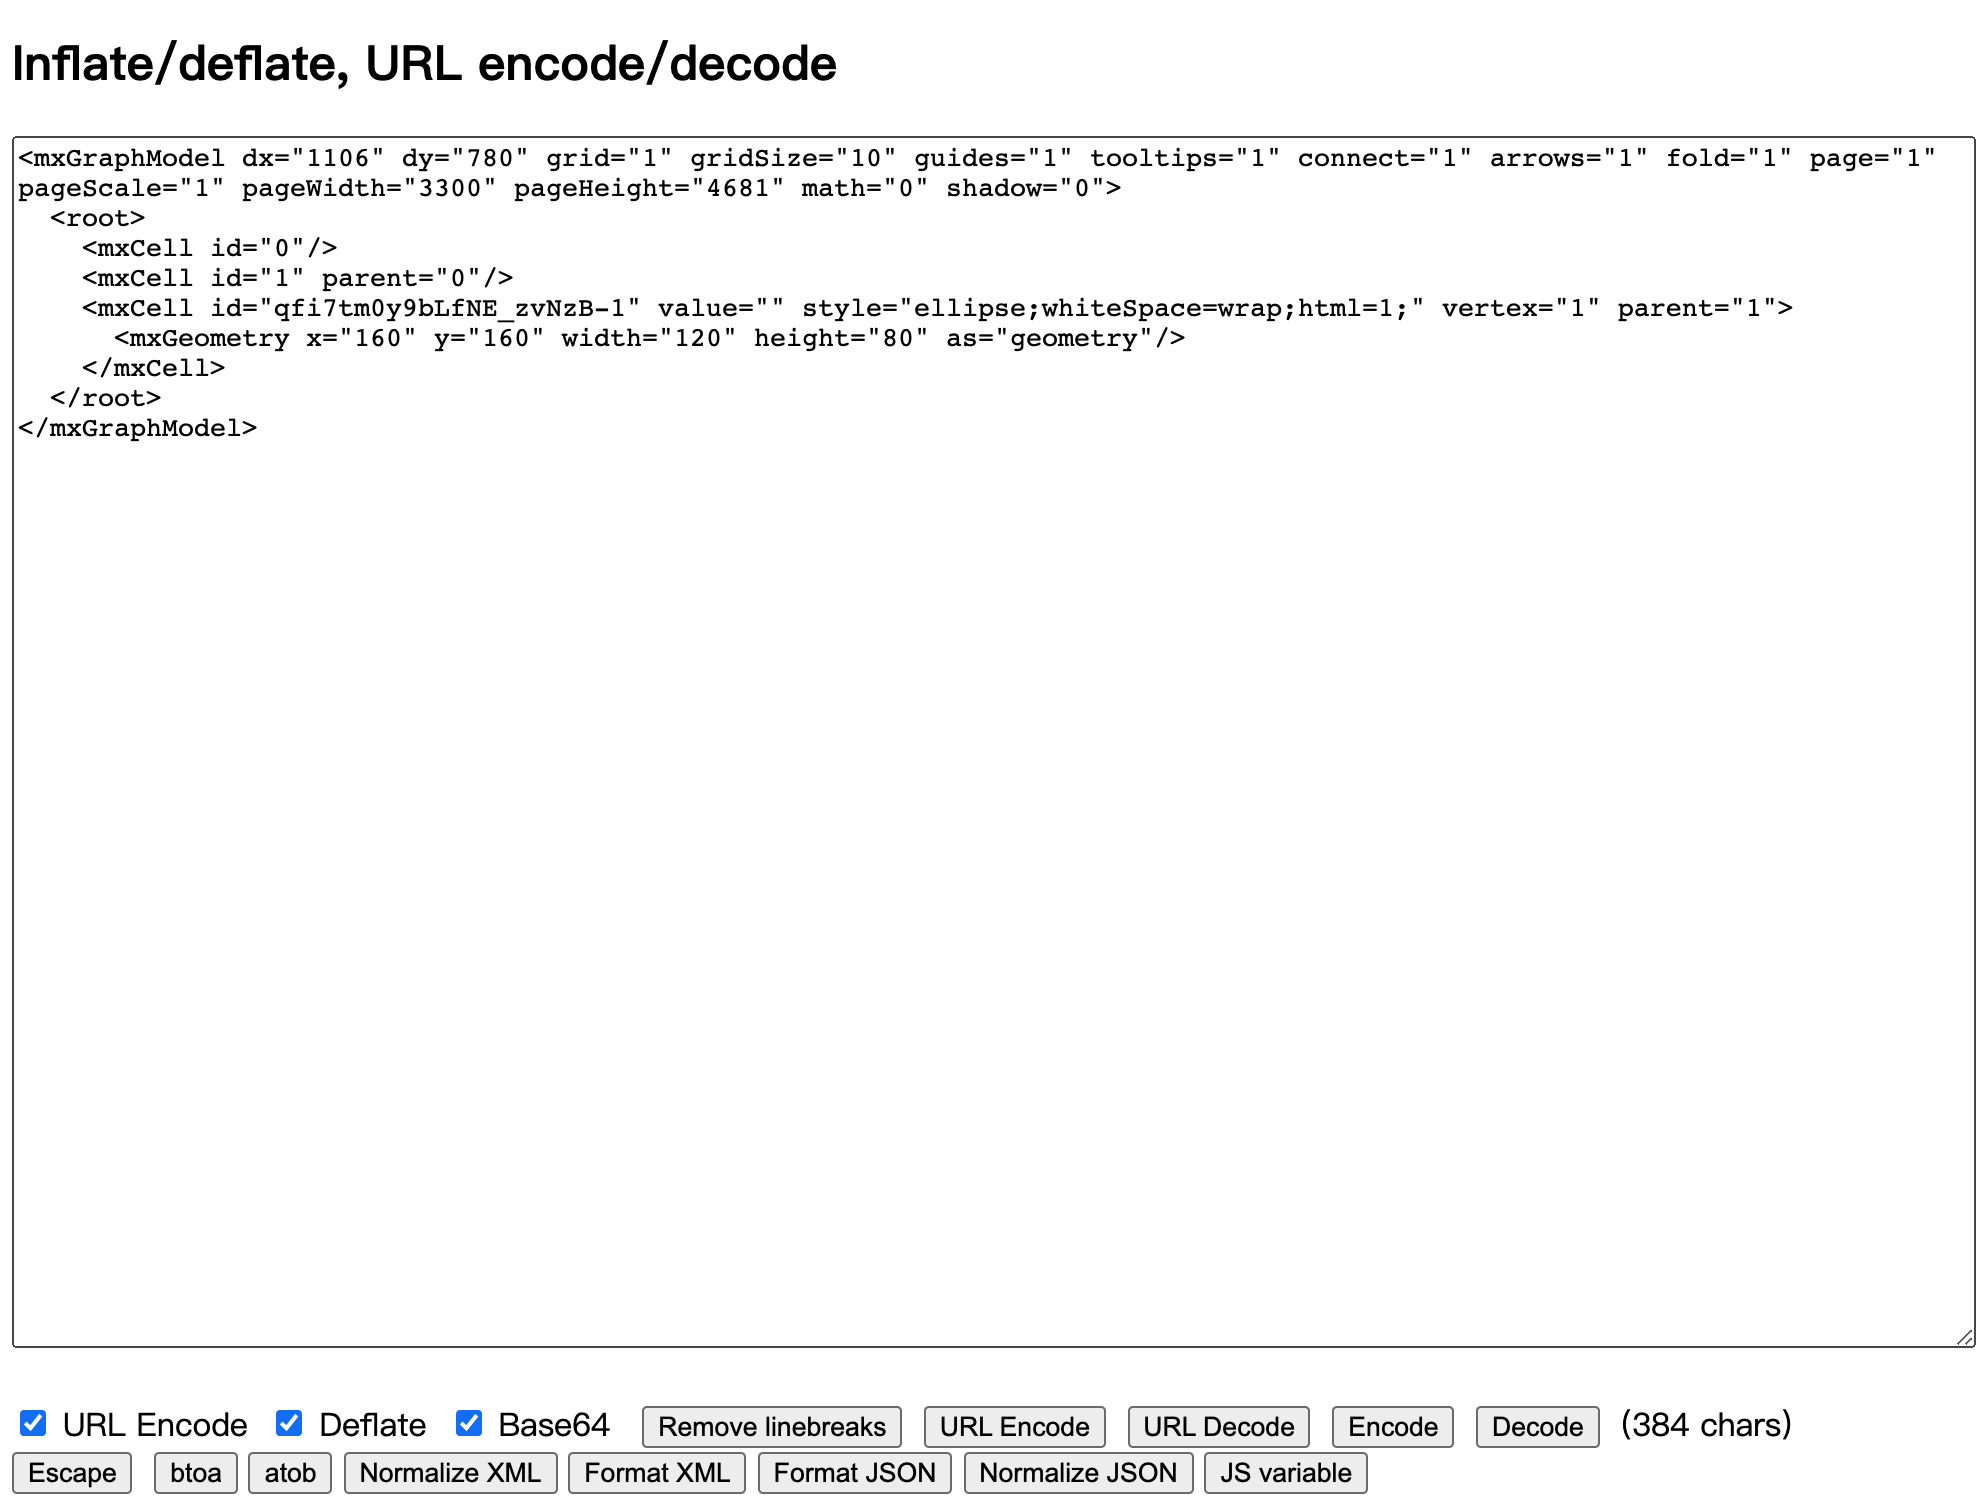 Inflate/deflate, URL encode/decode
<mxGraphModel dx="1106" dy="780" grid="1" gridSize="10" guides="1" tooltips="1" connect="1" arrows="1" fold="1" page="1"
pageScale="1" pageWidth="3300" pageHeight="4681" math="0" shadow="0">
  <root>
    <mxCell id="0"/>
    <mxCell id="1" parent="0"/>
    <mxCell id="qfi7tm0y9bLfNE_zvNzB-1" value="" style="ellipse;whiteSpace=wrap;html=1;" vertex="1" parent="1">
      <mxGeometry x="160" y="160" width="120" height="80" as="geometry"/>
    </mxCell>
  </root>
</mxGraphModel>
URL Encode Deflate Base64 Remove linebreaks URL Encode URL Decode Encode Decode (384 chars)
Escape btoa atob Normalize XML Format XML Format JSON Normalize JSON JS variable